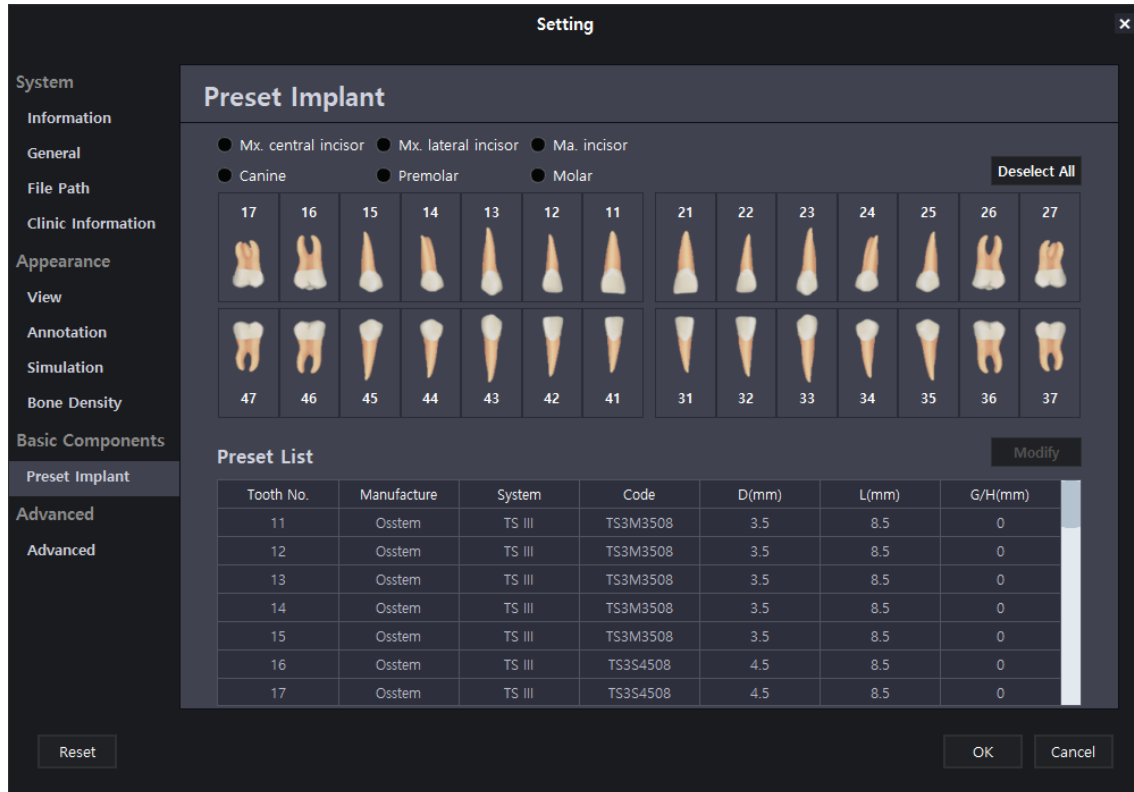 Setting
System
Information
General
File Path
Clinic Information
Appearance
View
Annotation
Simulation
Bone Density
Basic Components
Preset Implant
Advanced
Advanced
Preset Implant
Mx. central incisor Mx. lateral incisor Ma. incisor
Canine Premolar Molar
Deselect All
17 16 15 14 13 12 11 21 22 23 24 25 26 27
47 46 45 44 43 42 41 31 32 33 34 35 36 37
Preset List
Modify
Tooth No. Manufacture System Code D(mm) L(mm) G/H(mm)
11 Osstem TS III TS3M3508 3.5 8.5 0
12 Osstem TS III TS3M3508 3.5 8.5 0
13 Osstem TS III TS3M3508 3.5 8.5 0
14 Osstem TS III TS3M3508 3.5 8.5 0
15 Osstem TS III TS3M3508 3.5 8.5 0
16 Osstem TS III TS3S4508 4.5 8.5 0
17 Osstem TS III TS3S4508 4.5 8.5 0
Reset OK Cancel